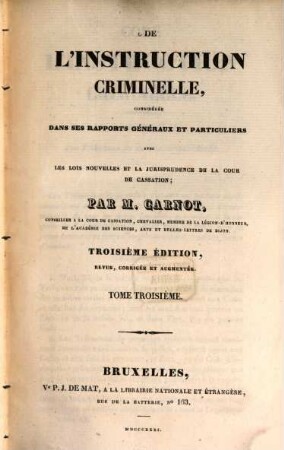 DE
L'INSTRUCTION
CRIMINELLE,
CONSIDÉRÉE
DANS SES RAPPORTS GÉNÉRAUX ET PARTICULIERS
AVEC
LES LOIS NOUVELLES ET LA JURISPRUDENCE DE LA COUR
DE CASSATION;
PAR M. CARNOT,
CONSEILLER A LA COUR DE CASSATION, CHEVALIER, MEMBRE DE LA LÉGION-D'HONNEUR,
DE L'ACADÉMIE DES SCIENCES, ARTS ET BELLES-LETTRES DE DIJON.
TROISIÈME ÉDITION,
REVUE, CORRIGÉE ET AUGMENTÉE.
TOME TROISIÈME.
BRUXELLES,
Ve P. J. DE MAT, A LA LIBRAIRIE NATIONALE ET ÉTRANGÈRE,
RUE DE LA BATTERIE, Nº 163.
MDCCCXXXI.